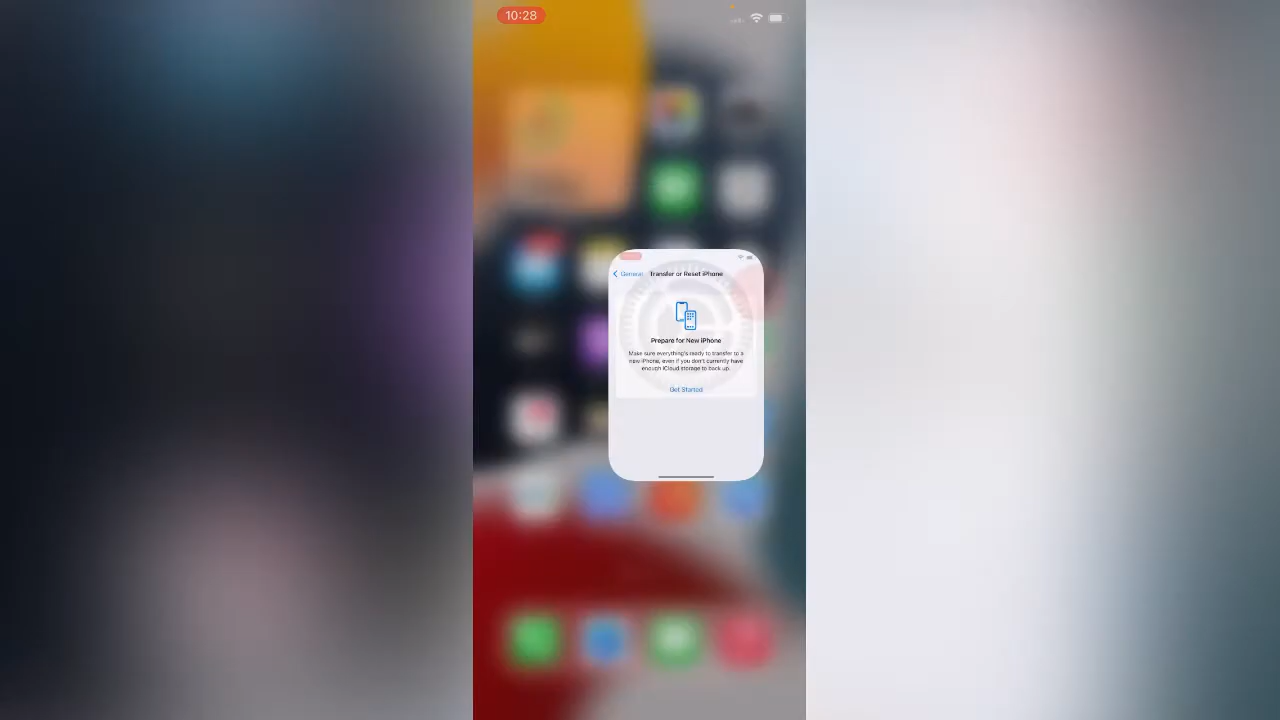 10:28
General Transfer or Reset iPhone
Prepare for New iPhone
Make sure everything's ready to transfer to a
new iPhone, even if you don't currently have
enough iCloud storage to back up.
Get Started